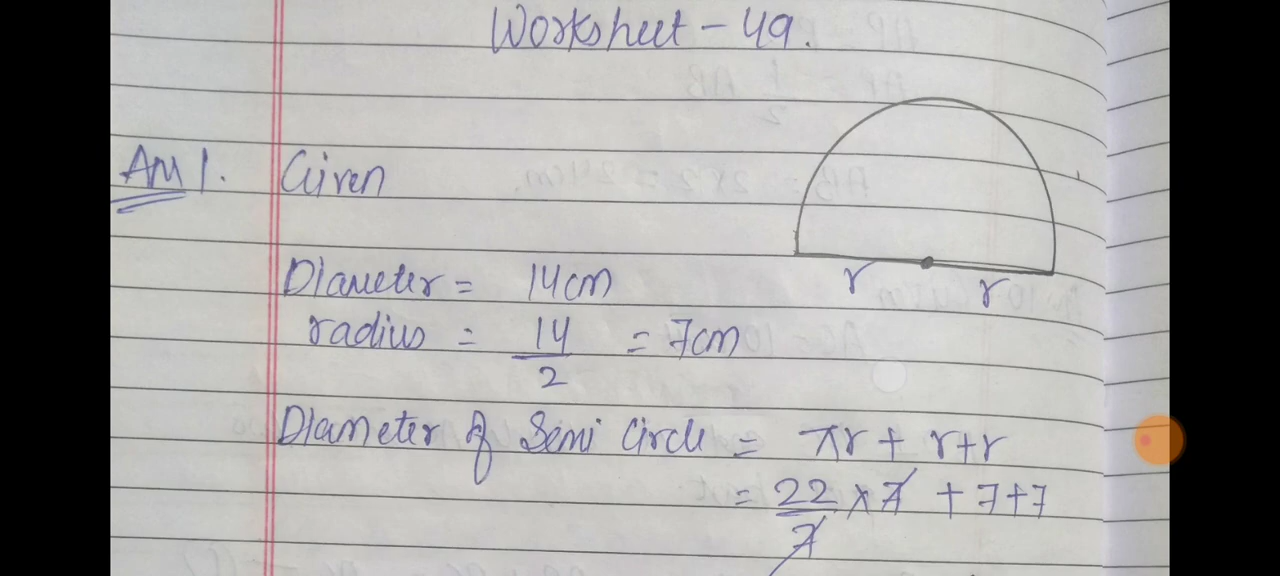 Worksheet - 49.
Ans 1. Given
r r
Diameter = 14cm
radius = 14/2 = 7cm
Diameter of Semi Circle = πr + r+r
= 22/7 × 7 + 7+7